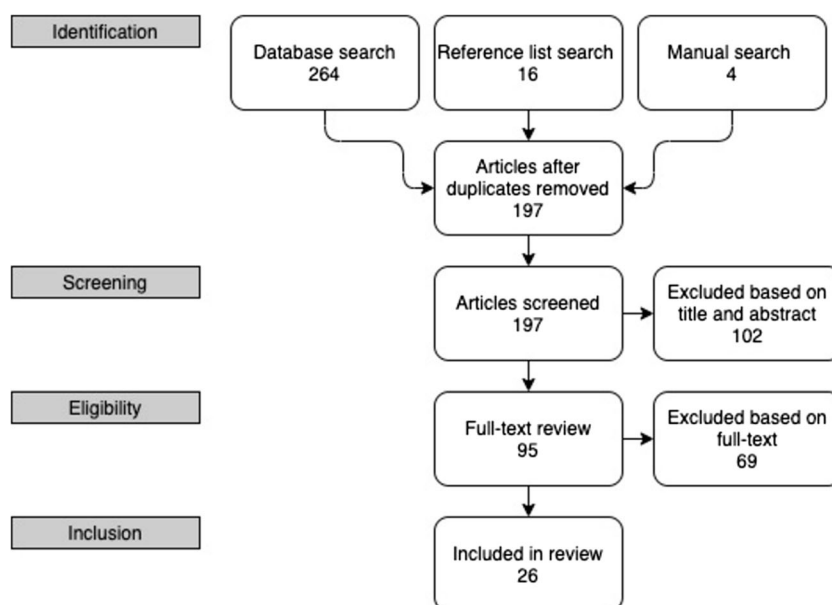 Identification
Database search
264
Reference list search
16
Manual search
4
Articles after
duplicates removed
197
Screening
Articles screened
197
Excluded based on
title and abstract
102
Eligibility
Full-text review
95
Excluded based on
full-text
69
Inclusion
Included in review
26